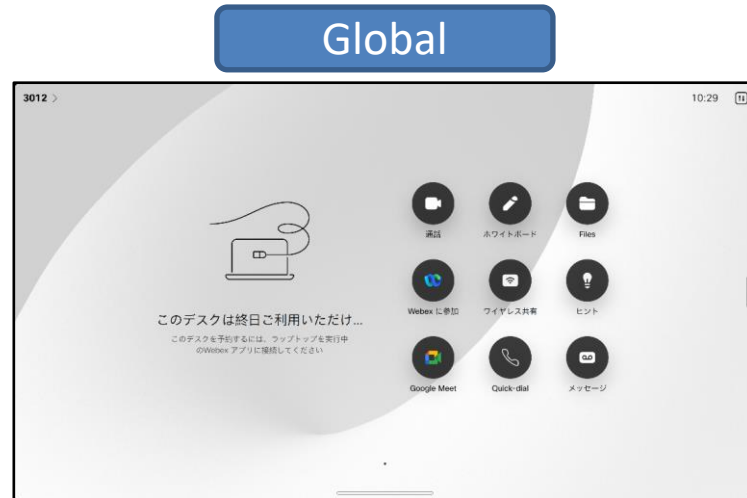 Global
3012 >
10:29
通話
ホワイトボード
Files
このデスクは終日ご利用いただけ...
このデスクを予約するには、ラップトップを実行中
のWebex アプリに接続してください
Webex に参加
ワイヤレス共有
ヒント
Google Meet
Quick-dial
メッセージ